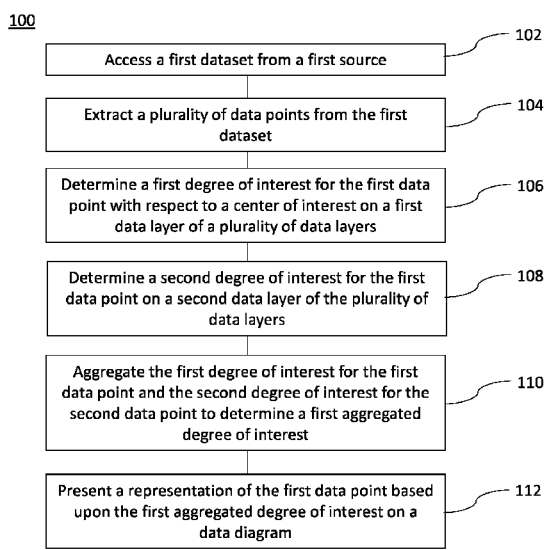 100
Access a first dataset from a first source
102
Extract a plurality of data points from the first
dataset
104
Determine a first degree of interest for the first data
point with respect to a center of interest on a first
data layer of a plurality of data layers
106
Determine a second degree of interest for the first
data point on a second data layer of the plurality of
data layers
108
Aggregate the first degree of interest for the first
data point and the second degree of interest for the
second data point to determine a first aggregated
degree of interest
110
Present a representation of the first data point based
upon the first aggregated degree of interest on a
data diagram
112